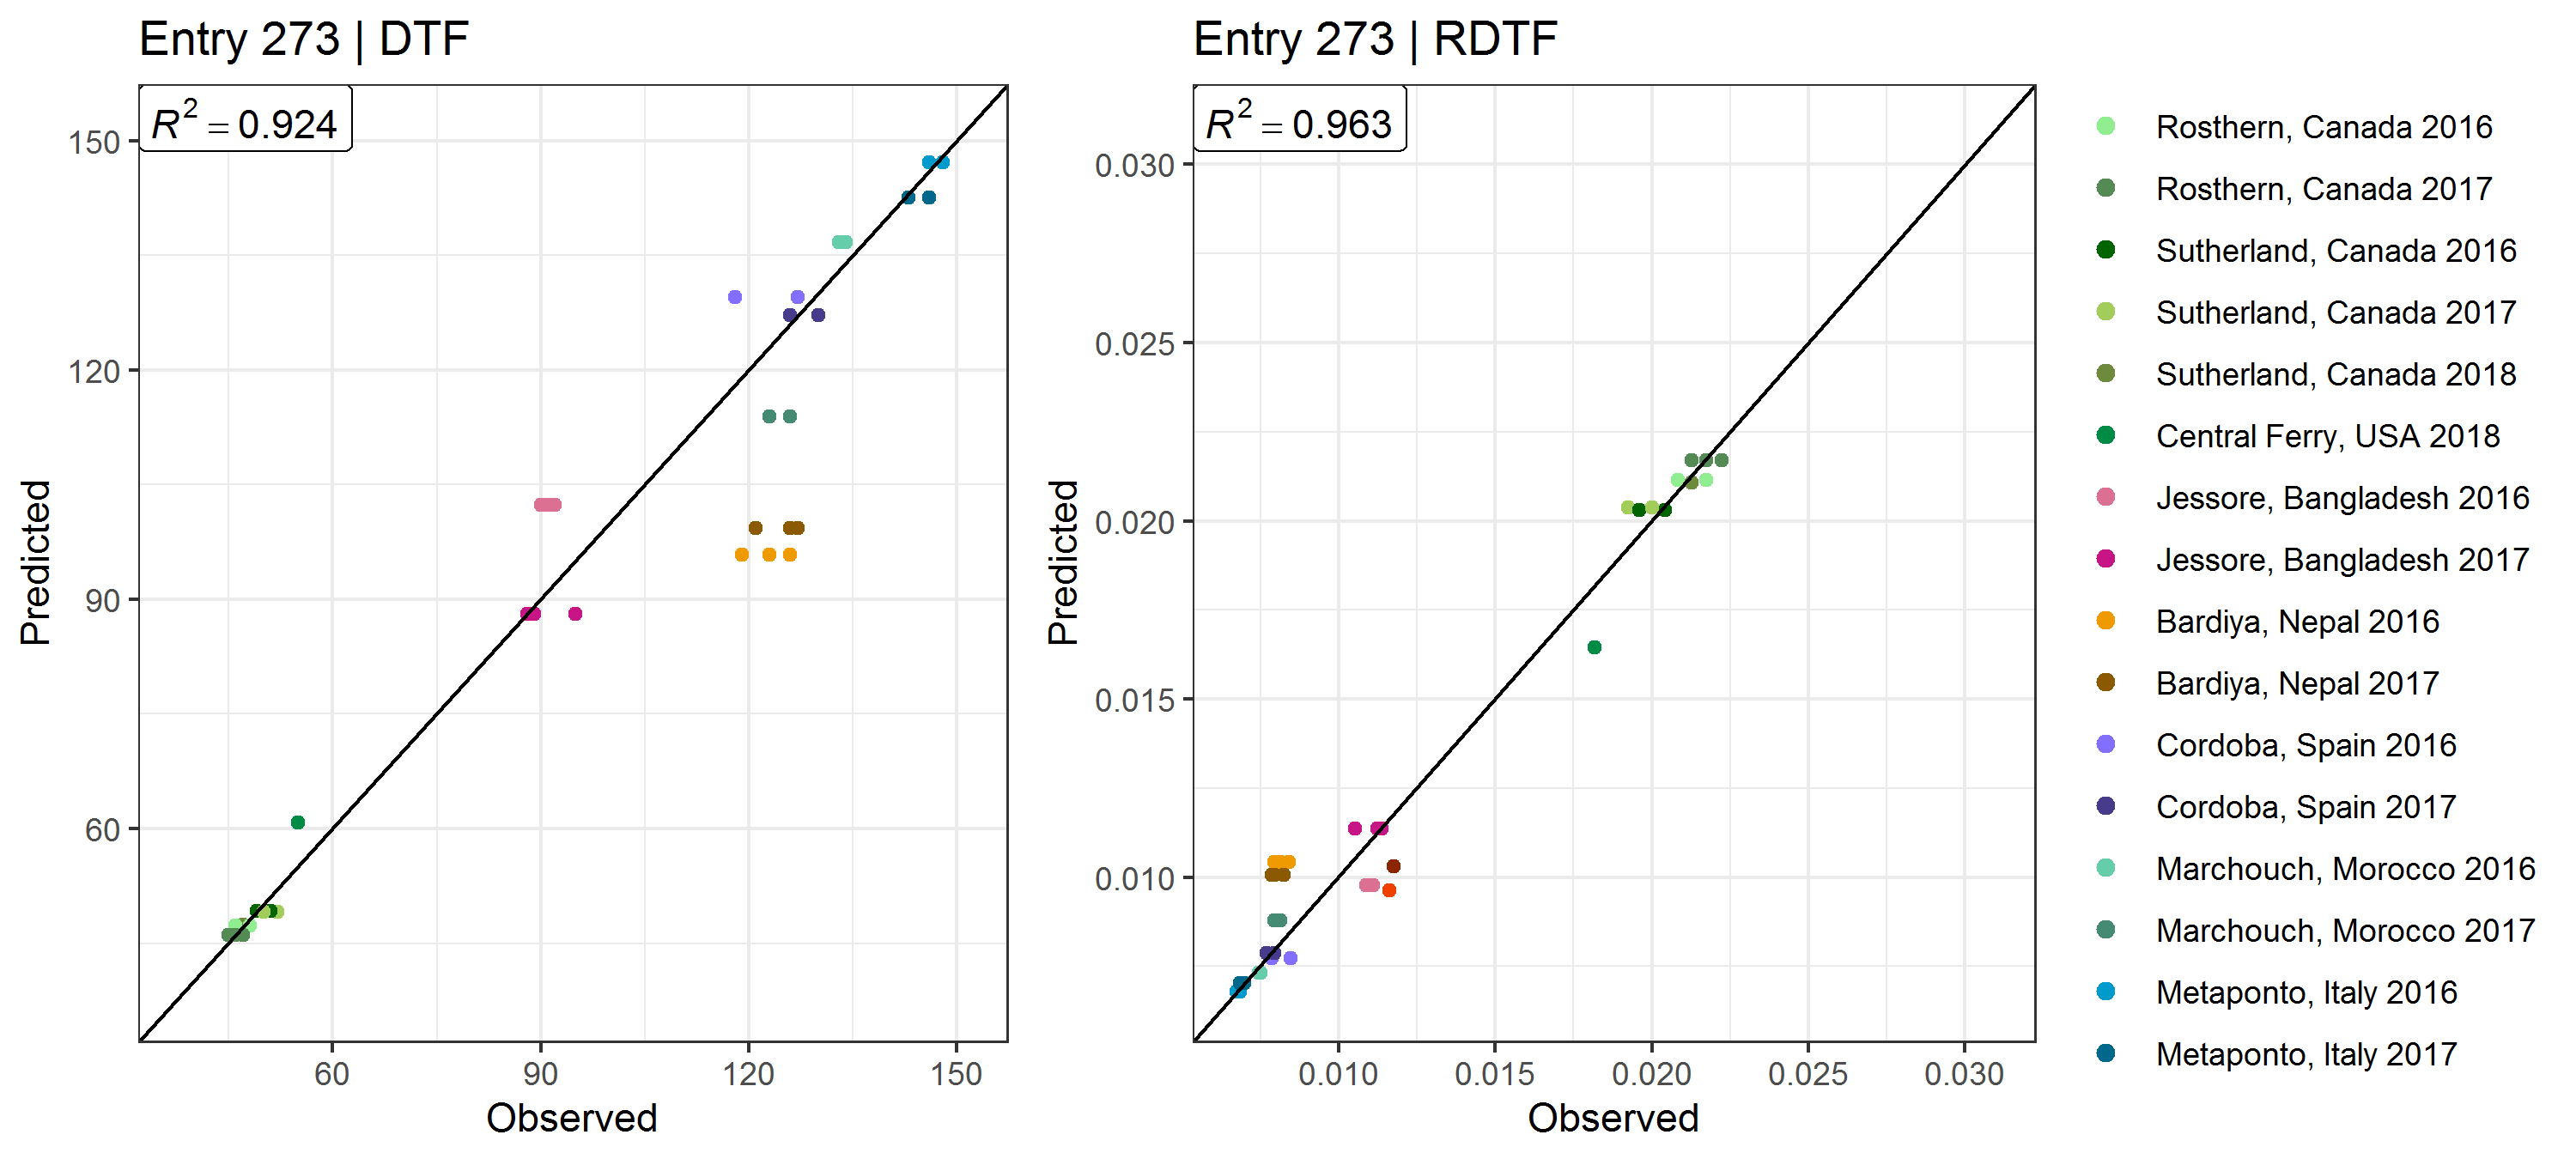 Entry 273 | DTF
R² = 0.924
150
120
90
60
Predicted
60 90 120 150
Observed
Entry 273 | RDTF
R² = 0.963
0.030
0.025
0.020
0.015
0.010
Predicted
0.010 0.015 0.020 0.025 0.030
Observed
Rosthern, Canada 2016
Rosthern, Canada 2017
Sutherland, Canada 2016
Sutherland, Canada 2017
Sutherland, Canada 2018
Central Ferry, USA 2018
Jessore, Bangladesh 2016
Jessore, Bangladesh 2017
Bardiya, Nepal 2016
Bardiya, Nepal 2017
Cordoba, Spain 2016
Cordoba, Spain 2017
Marchouch, Morocco 2016
Marchouch, Morocco 2017
Metaponto, Italy 2016
Metaponto, Italy 2017